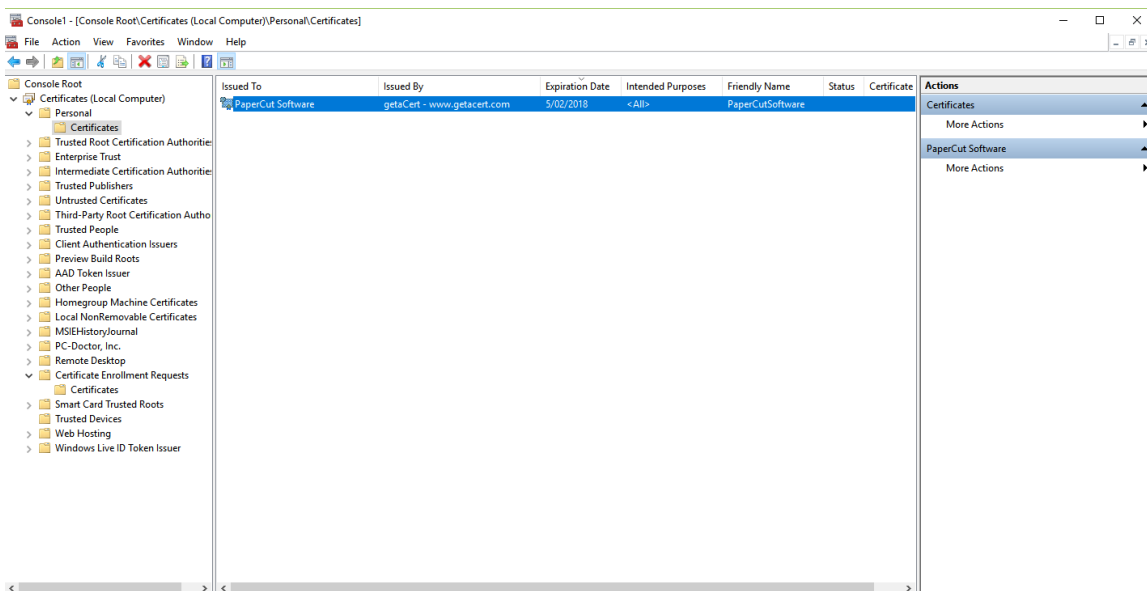 Console1 - [Console Root\Certificates (Local Computer)\Personal\Certificates]
File Action View Favorites Window Help
Console Root
Certificates (Local Computer)
Personal
Certificates
Trusted Root Certification Authoritie
Enterprise Trust
Intermediate Certification Authoritie
Trusted Publishers
Untrusted Certificates
Third-Party Root Certification Autho
Trusted People
Client Authentication Issuers
Preview Build Roots
AAD Token Issuer
Other People
Homegroup Machine Certificates
Local NonRemovable Certificates
MSIEHistoryJournal
PC-Doctor, Inc.
Remote Desktop
Certificate Enrollment Requests
Certificates
Smart Card Trusted Roots
Trusted Devices
Web Hosting
Windows Live ID Token Issuer
Issued To Issued By Expiration Date Intended Purposes Friendly Name Status Certificate
PaperCut Software getaCert - www.getacert.com 5/02/2018 <All> PaperCutSoftware
Actions
Certificates
More Actions
PaperCut Software
More Actions